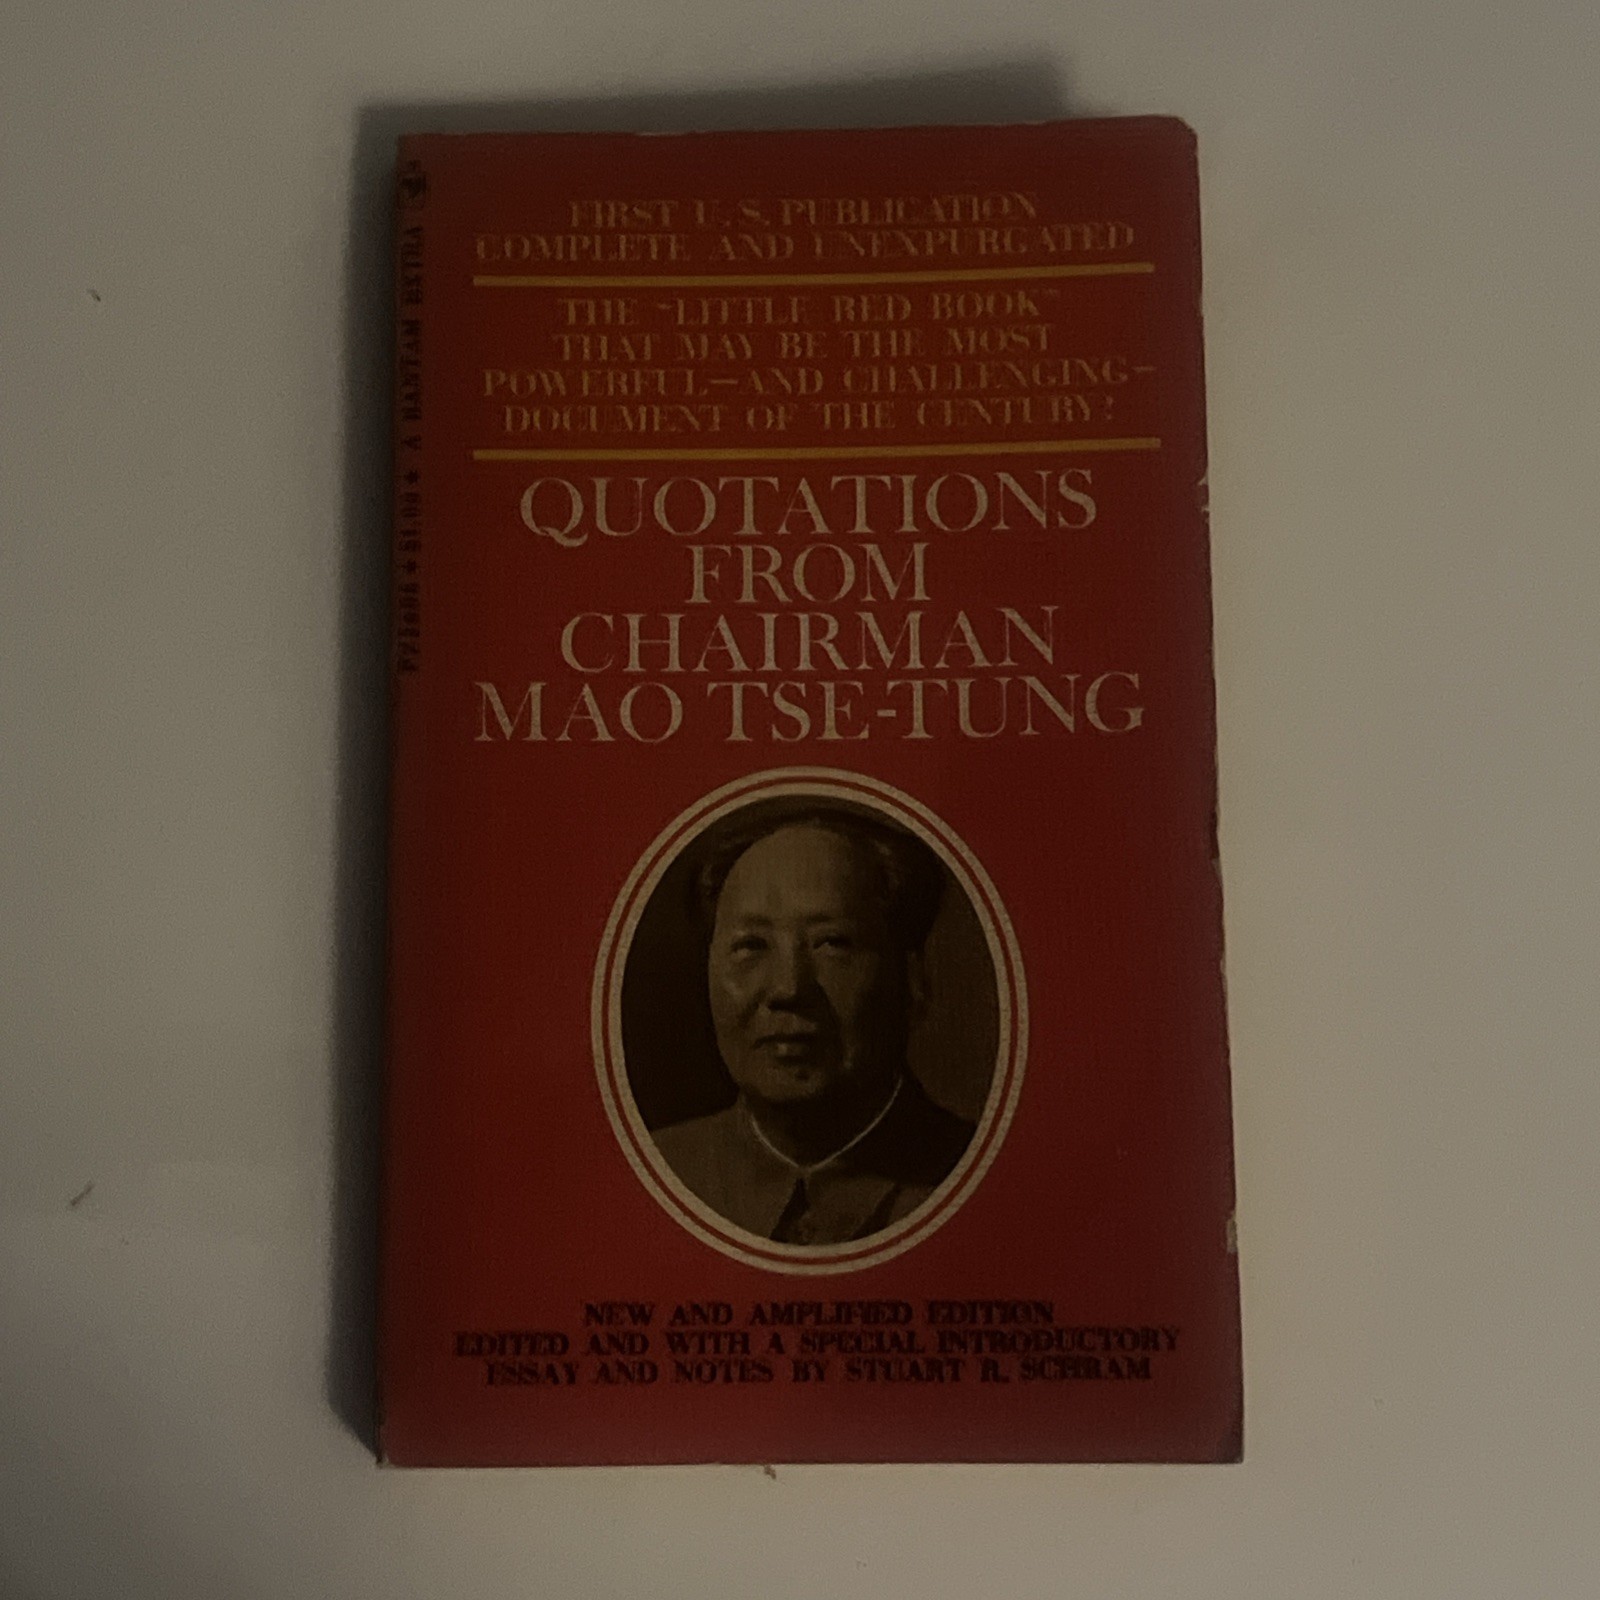 FIRST U.S. PUBLICATION
COMPLETE AND UNEXPURGATED
THE "LITTLE RED BOOK"
THAT MAY BE THE MOST
POWERFUL—AND CHALLENGING—
DOCUMENT OF THE CENTURY!
QUOTATIONS
FROM
CHAIRMAN
MAO TSE-TUNG
NEW AND AMPLIFIED EDITION
EDITED AND WITH A SPECIAL INTRODUCTORY
ESSAY AND NOTES BY STUART R. SCHRAM
★ $1.00 ★ A BANTAM EXTRA